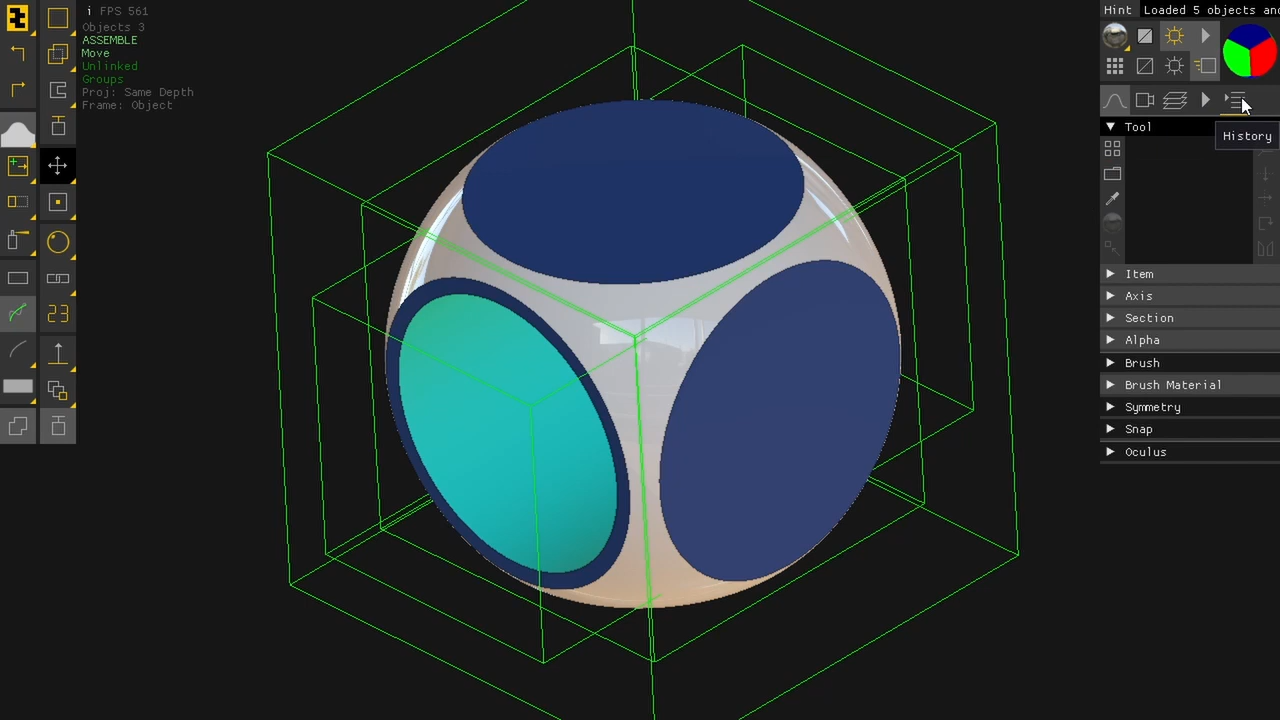 i FPS 561
Objects 3
ASSEMBLE
Move
Unlinked
Groups
Proj: Same Depth
Frame: Object
23
Hint Loaded 5 objects and
Tool
History
Item
Axis
Section
Alpha
Brush
Brush Material
Symmetry
Snap
Oculus